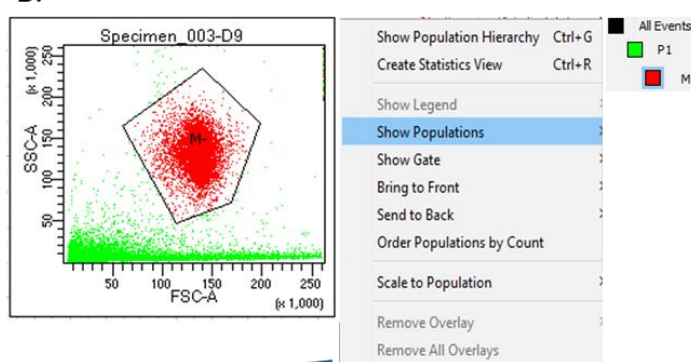 Specimen_003-D9
SSC-A
(x 1,000)
50 100 150 200 250
M-
50 100 150 200 250
FSC-A
(x 1,000)
Show Population Hierarchy Ctrl+G
Create Statistics View Ctrl+R
Show Legend
Show Populations
Show Gate
Bring to Front
Send to Back
Order Populations by Count
Scale to Population
Remove Overlay
Remove All Overlays
All Events
P1
M